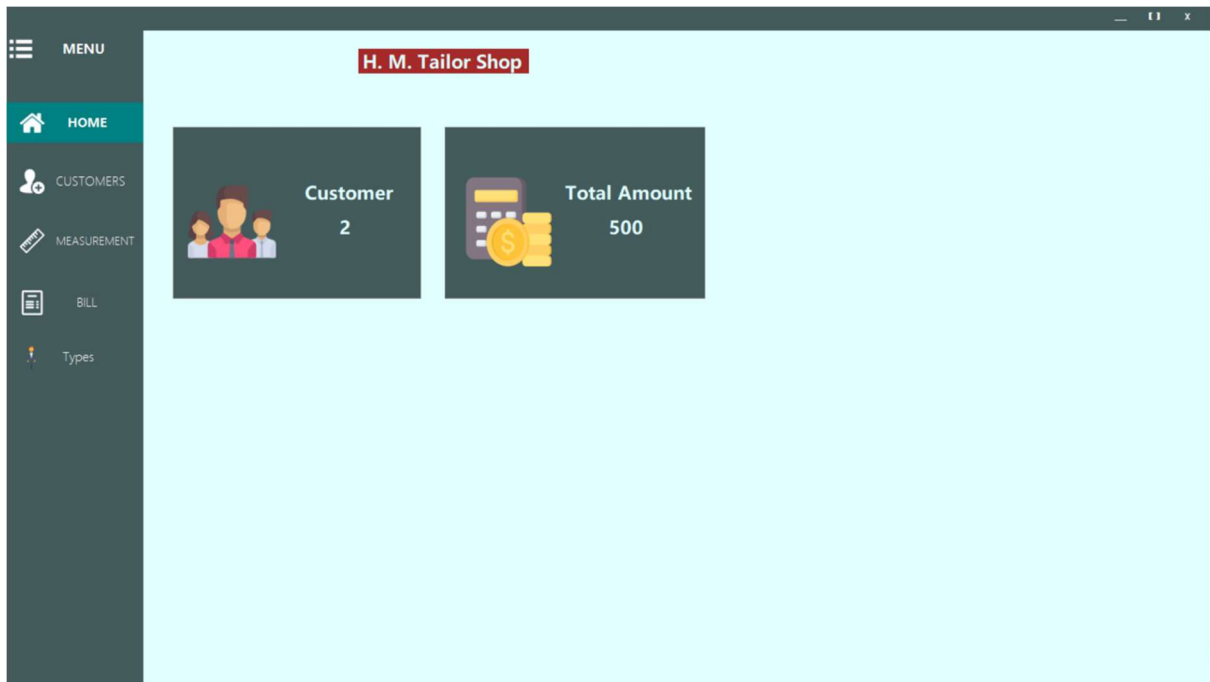 MENU
H. M. Tailor Shop
HOME
CUSTOMERS
MEASUREMENT
BILL
Types
Customer
2
Total Amount
500